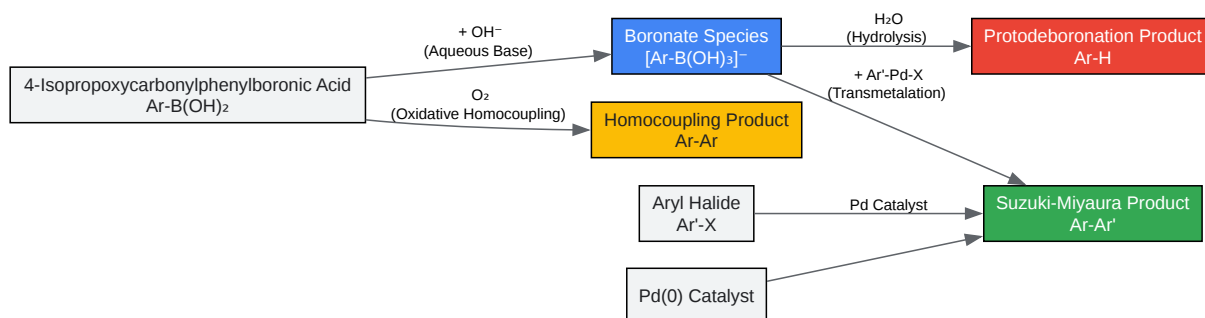 + OH⁻
(Aqueous Base)
Boronate Species
[Ar-B(OH)₃]⁻
H₂O
(Hydrolysis)
Protodeboronation Product
Ar-H
4-Isopropoxycarbonylphenylboronic Acid
Ar-B(OH)₂
+ Ar'-Pd-X
(Transmetalation)
O₂
(Oxidative Homocoupling)
Homocoupling Product
Ar-Ar
Aryl Halide
Ar'-X
Pd Catalyst
Suzuki-Miyaura Product
Ar-Ar'
Pd(0) Catalyst